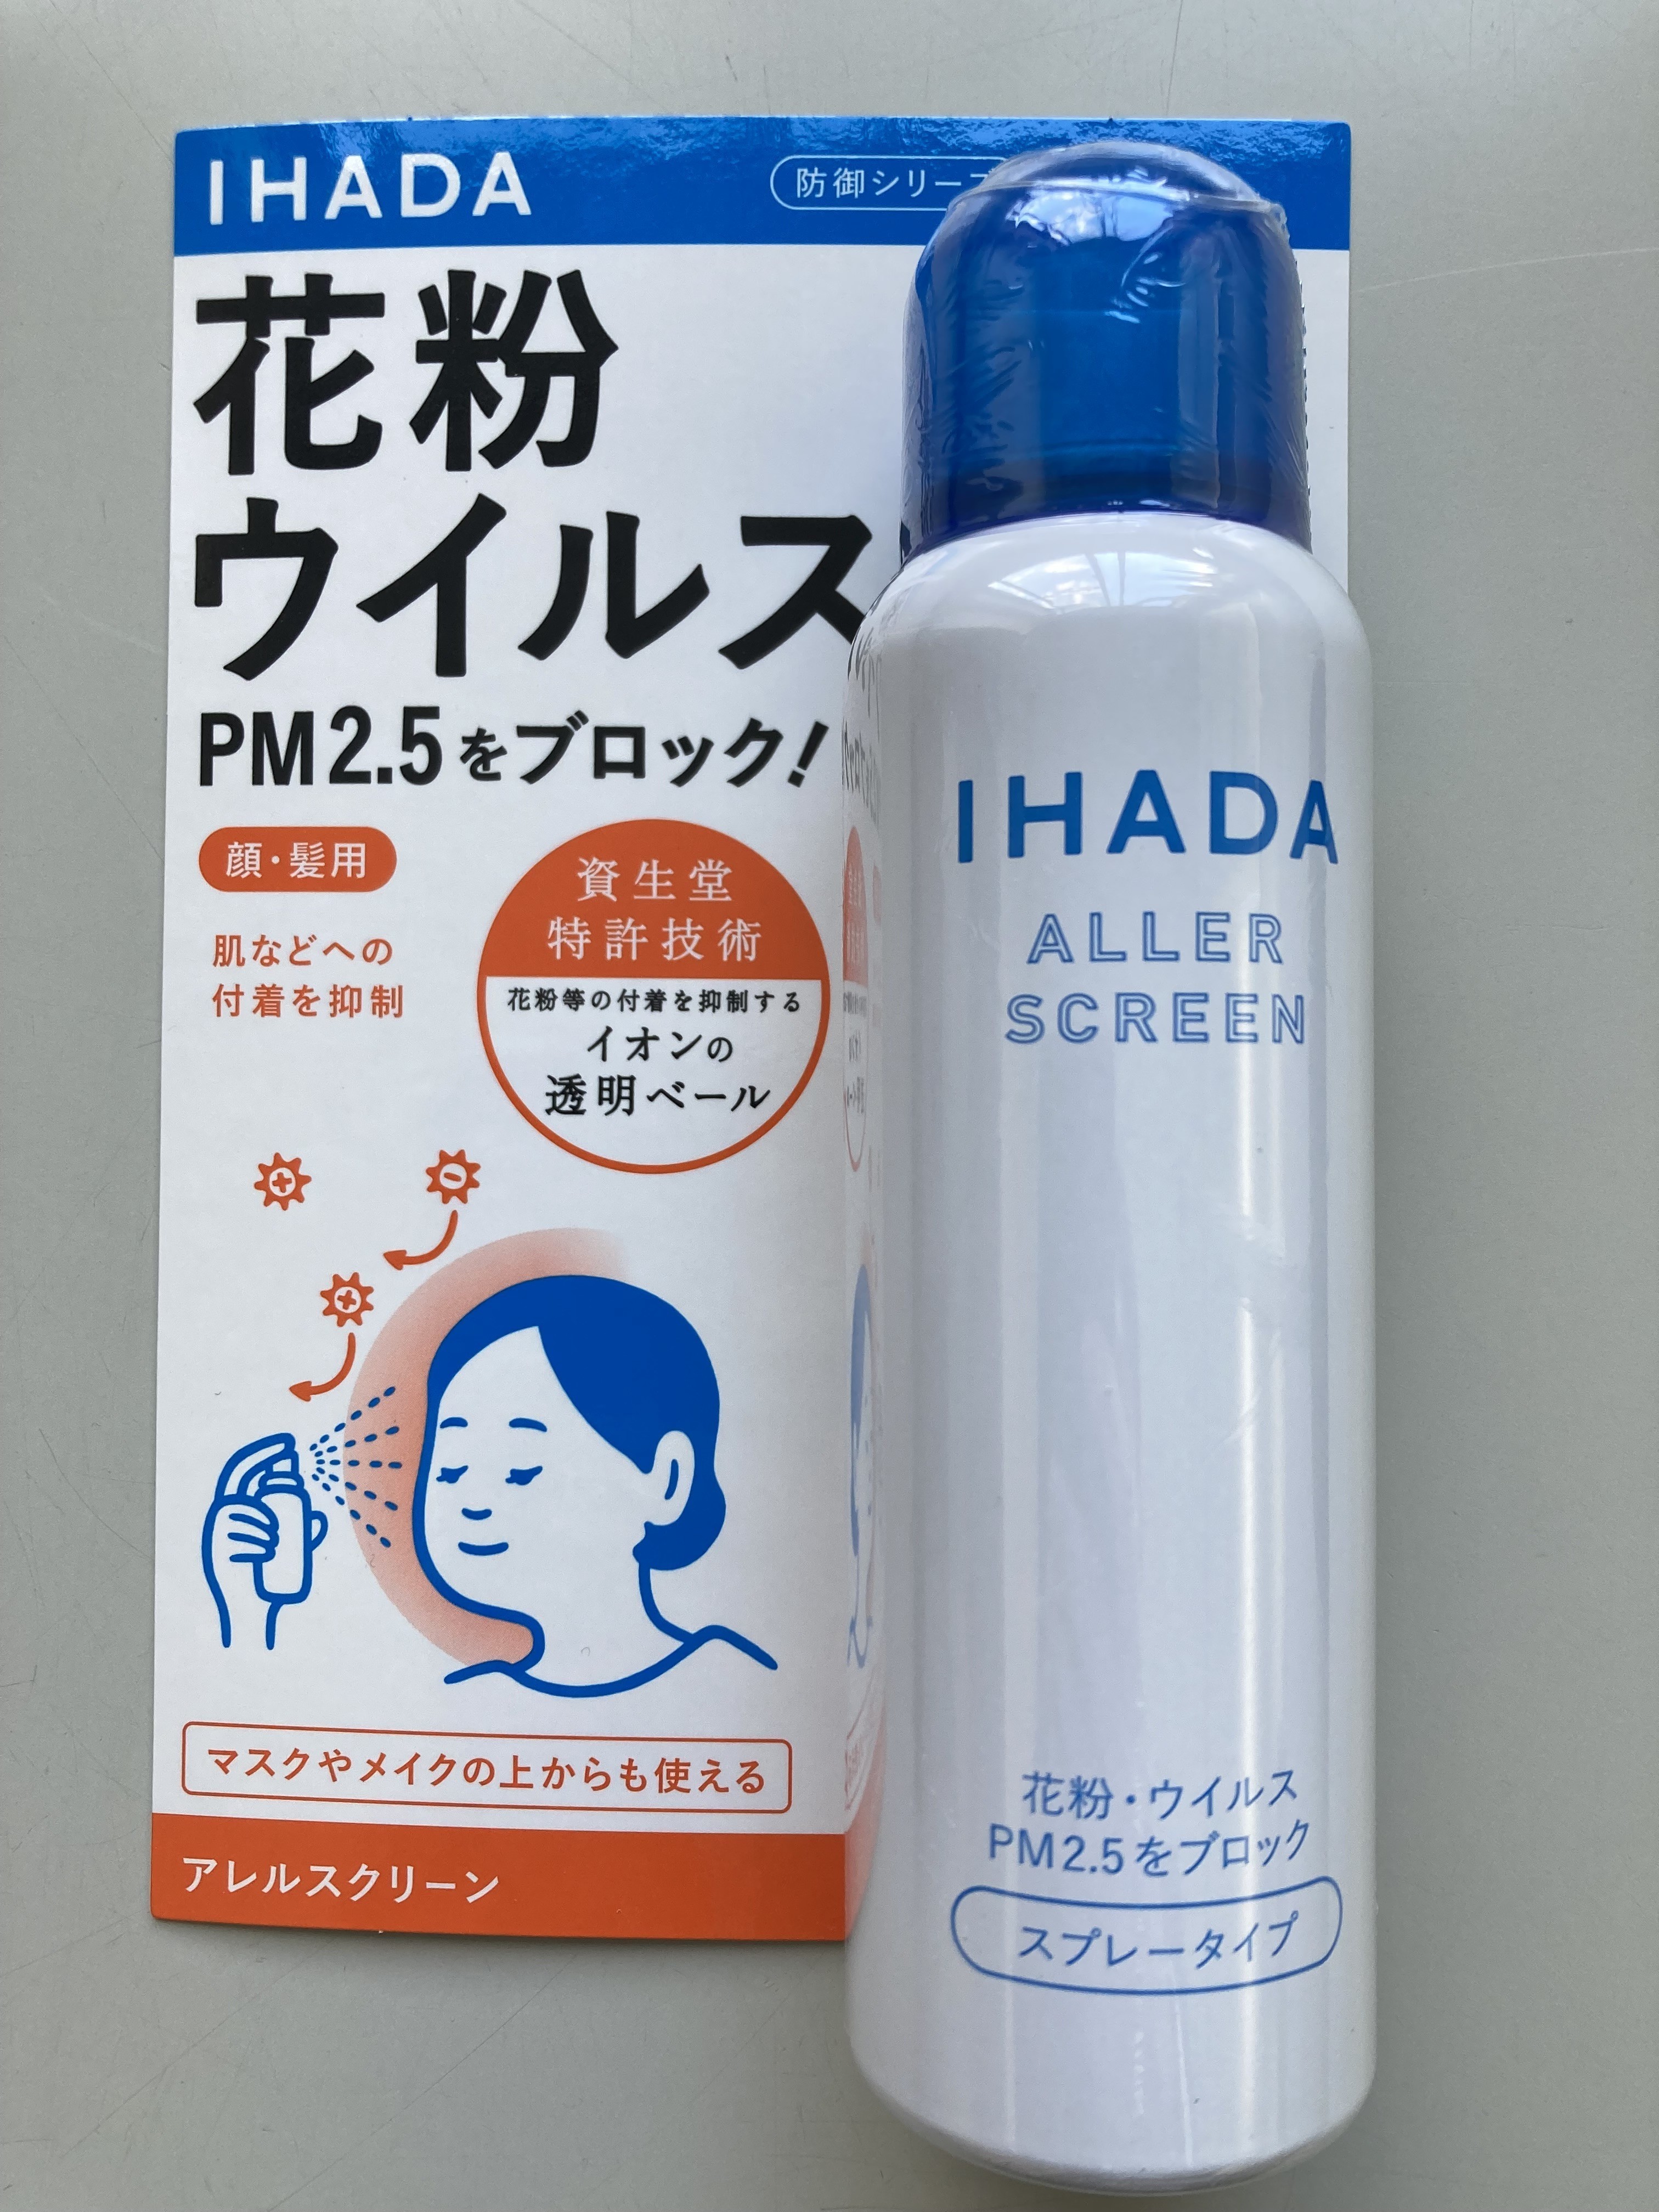 IHADA
防御シリー
花粉
ウイルス
PM2.5をブロック!
顔・髪用
肌などへの
付着を抑制
資生堂
特許技術
花粉等の付着を抑制する
イオンの
透明ベール
マスクやメイクの上からも使える
アレルスクリーン
IHADA
ALLER
SCREEN
花粉・ウイルス
PM2.5をブロック
スプレータイプ